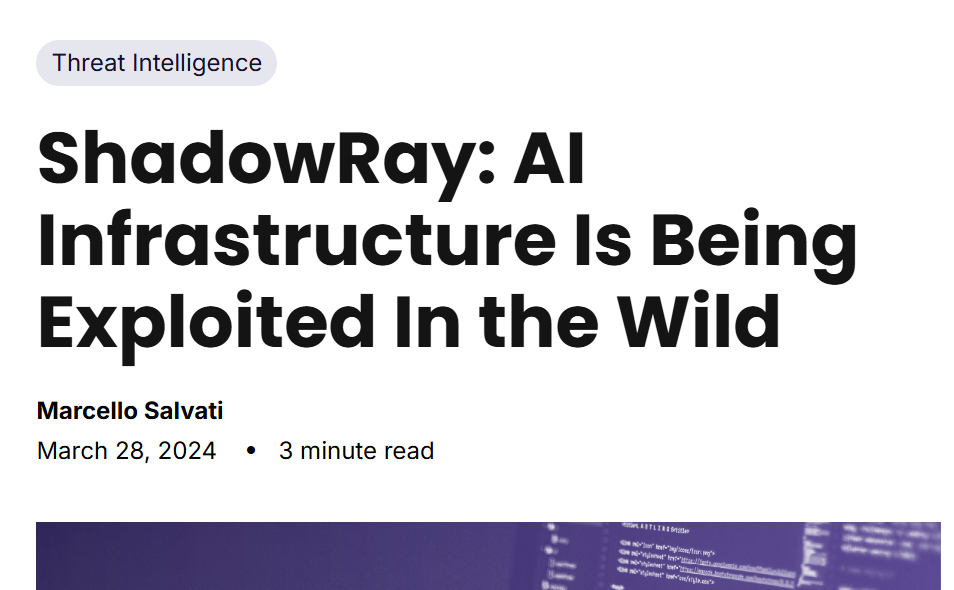 Threat Intelligence
ShadowRay: AI
Infrastructure Is Being
Exploited In the Wild
Marcello Salvati
March 28, 2024 • 3 minute read